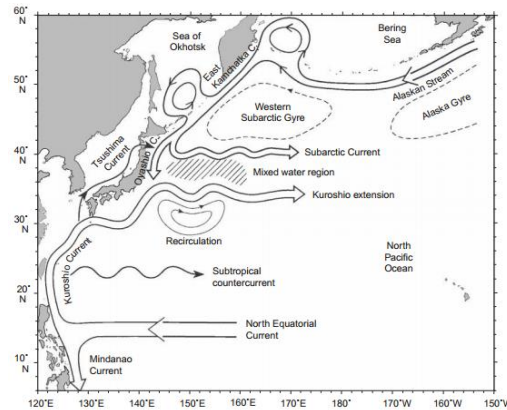 60°
N
50°
N
40°
N
30°
N
20°
N
10°
N
120°E
130°E
140°E
150°E
160°E
170°E
180°
170°W
160°W
150°W
Sea of
Okhotsk
Bering
Sea
East
Kamchatka C.
Alaskan Stream
Alaska Gyre
Western
Subarctic Gyre
Tsushima
Current
Oyashio C.
Subarctic Current
Mixed water region
Kuroshio extension
Recirculation
Kuroshio Current
Subtropical
countercurrent
North
Pacific
Ocean
North Equatorial
Current
Mindanao
Current